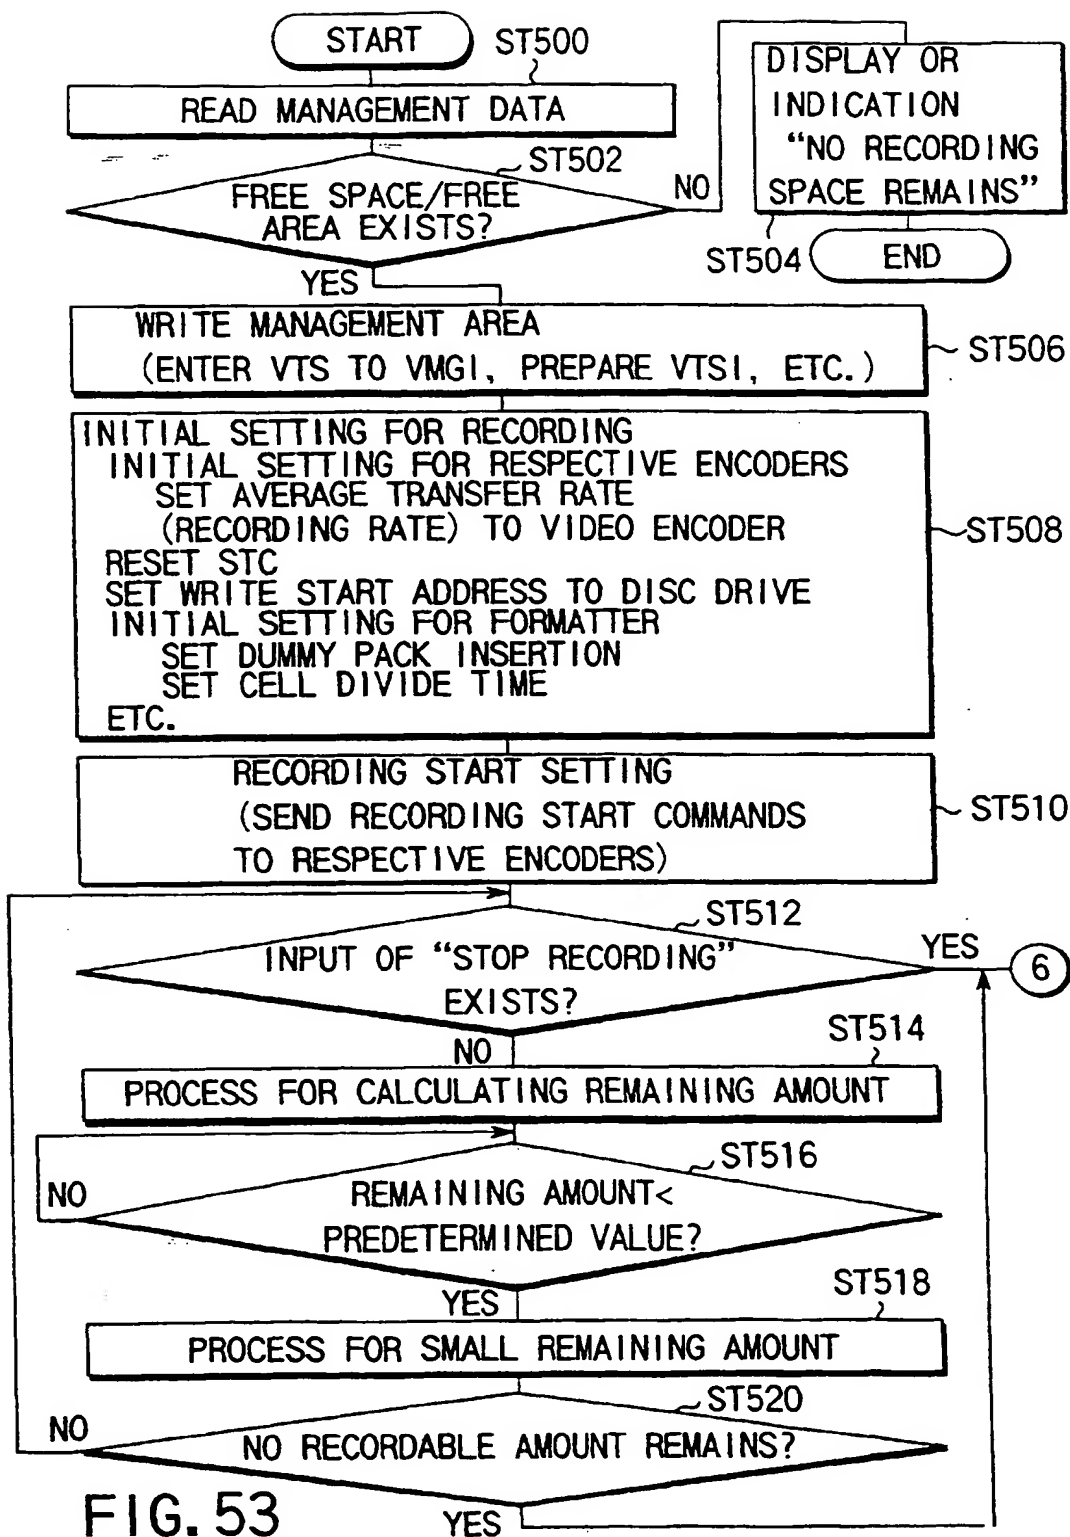 START
ST500
READ MANAGEMENT DATA
ST502
FREE SPACE/FREE
AREA EXISTS?
NO
DISPLAY OR
INDICATION
“NO RECORDING
SPACE REMAINS”
ST504
END
YES
WRITE MANAGEMENT AREA
(ENTER VTS TO VMGI, PREPARE VTSI, ETC.)
ST506
INITIAL SETTING FOR RECORDING
INITIAL SETTING FOR RESPECTIVE ENCODERS
SET AVERAGE TRANSFER RATE
(RECORDING RATE) TO VIDEO ENCODER
RESET STC
SET WRITE START ADDRESS TO DISC DRIVE
INITIAL SETTING FOR FORMATTER
SET DUMMY PACK INSERTION
SET CELL DIVIDE TIME
ETC.
ST508
RECORDING START SETTING
(SEND RECORDING START COMMANDS
TO RESPECTIVE ENCODERS)
ST510
ST512
INPUT OF “STOP RECORDING”
EXISTS?
YES
6
NO
ST514
PROCESS FOR CALCULATING REMAINING AMOUNT
ST516
NO
REMAINING AMOUNT<
PREDETERMINED VALUE?
YES
ST518
PROCESS FOR SMALL REMAINING AMOUNT
ST520
NO
NO RECORDABLE AMOUNT REMAINS?
YES
FIG. 53